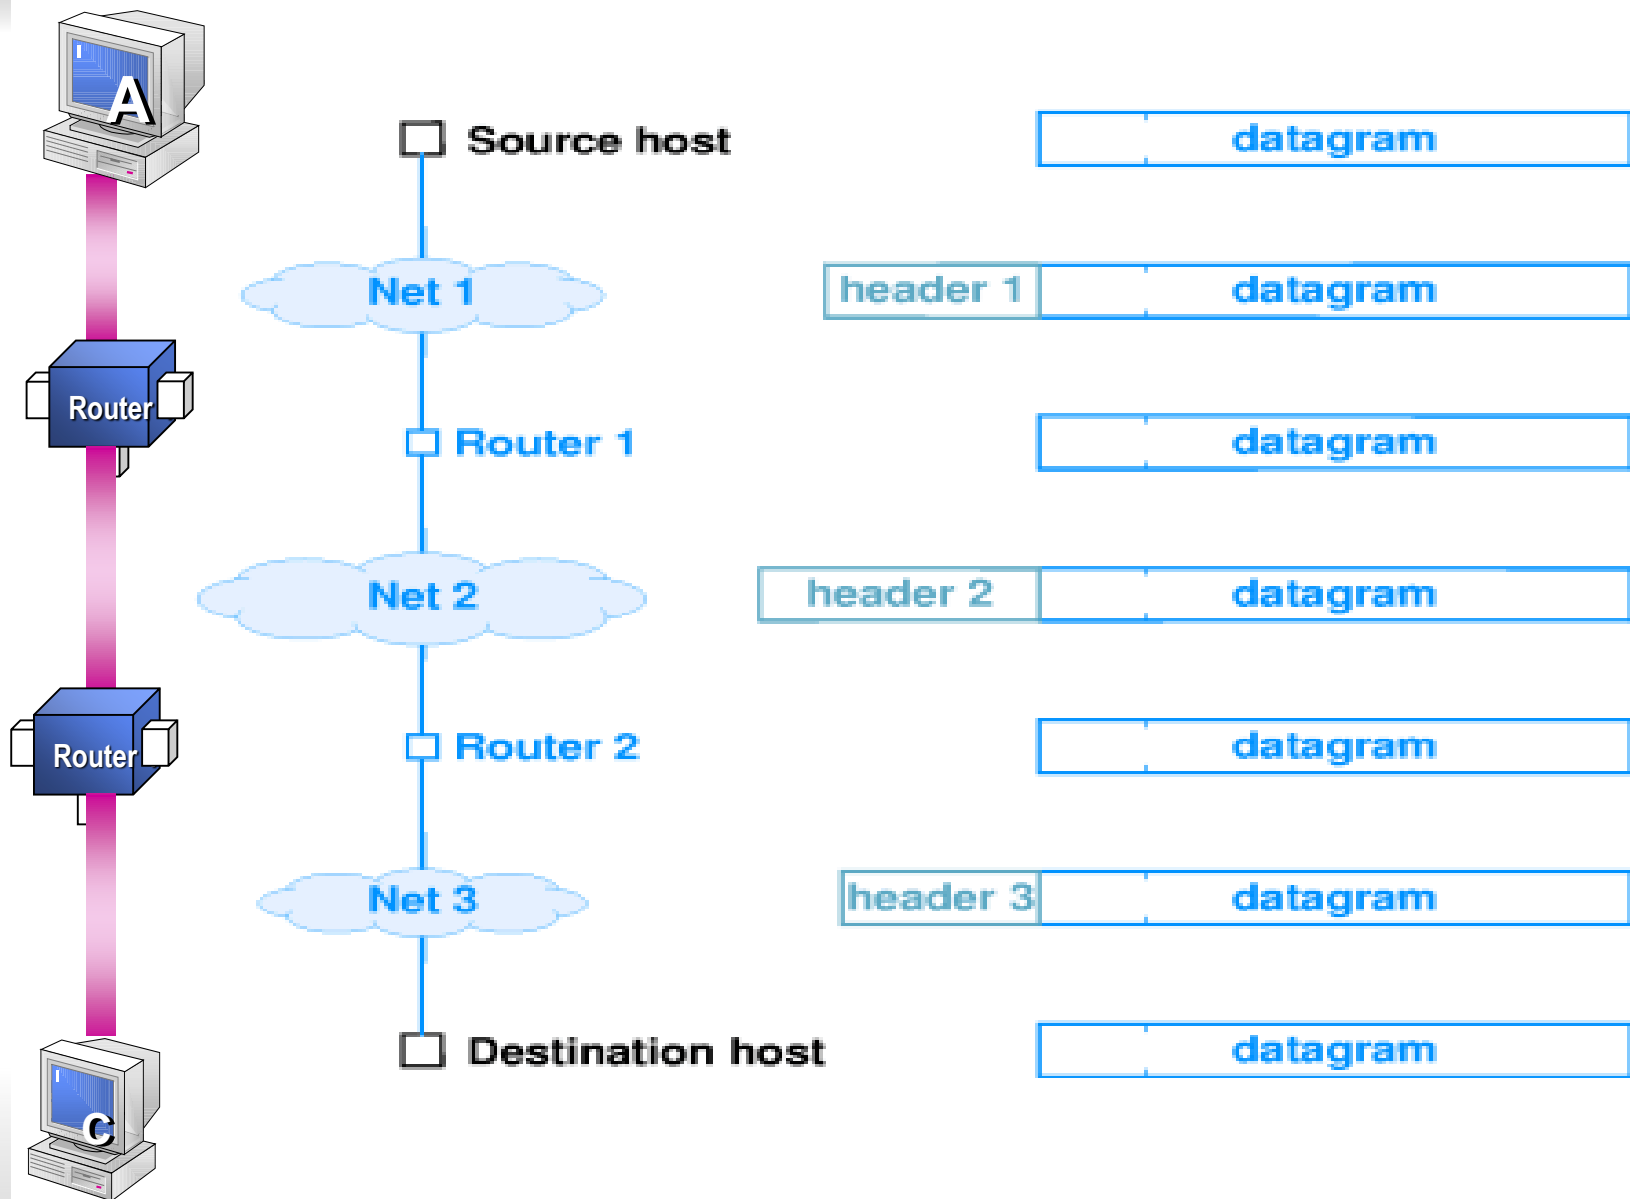 A
Source host
datagram
Net 1
header 1
datagram
Router
Router 1
datagram
Net 2
header 2
datagram
Router
Router 2
datagram
Net 3
header 3
datagram
Destination host
datagram
C